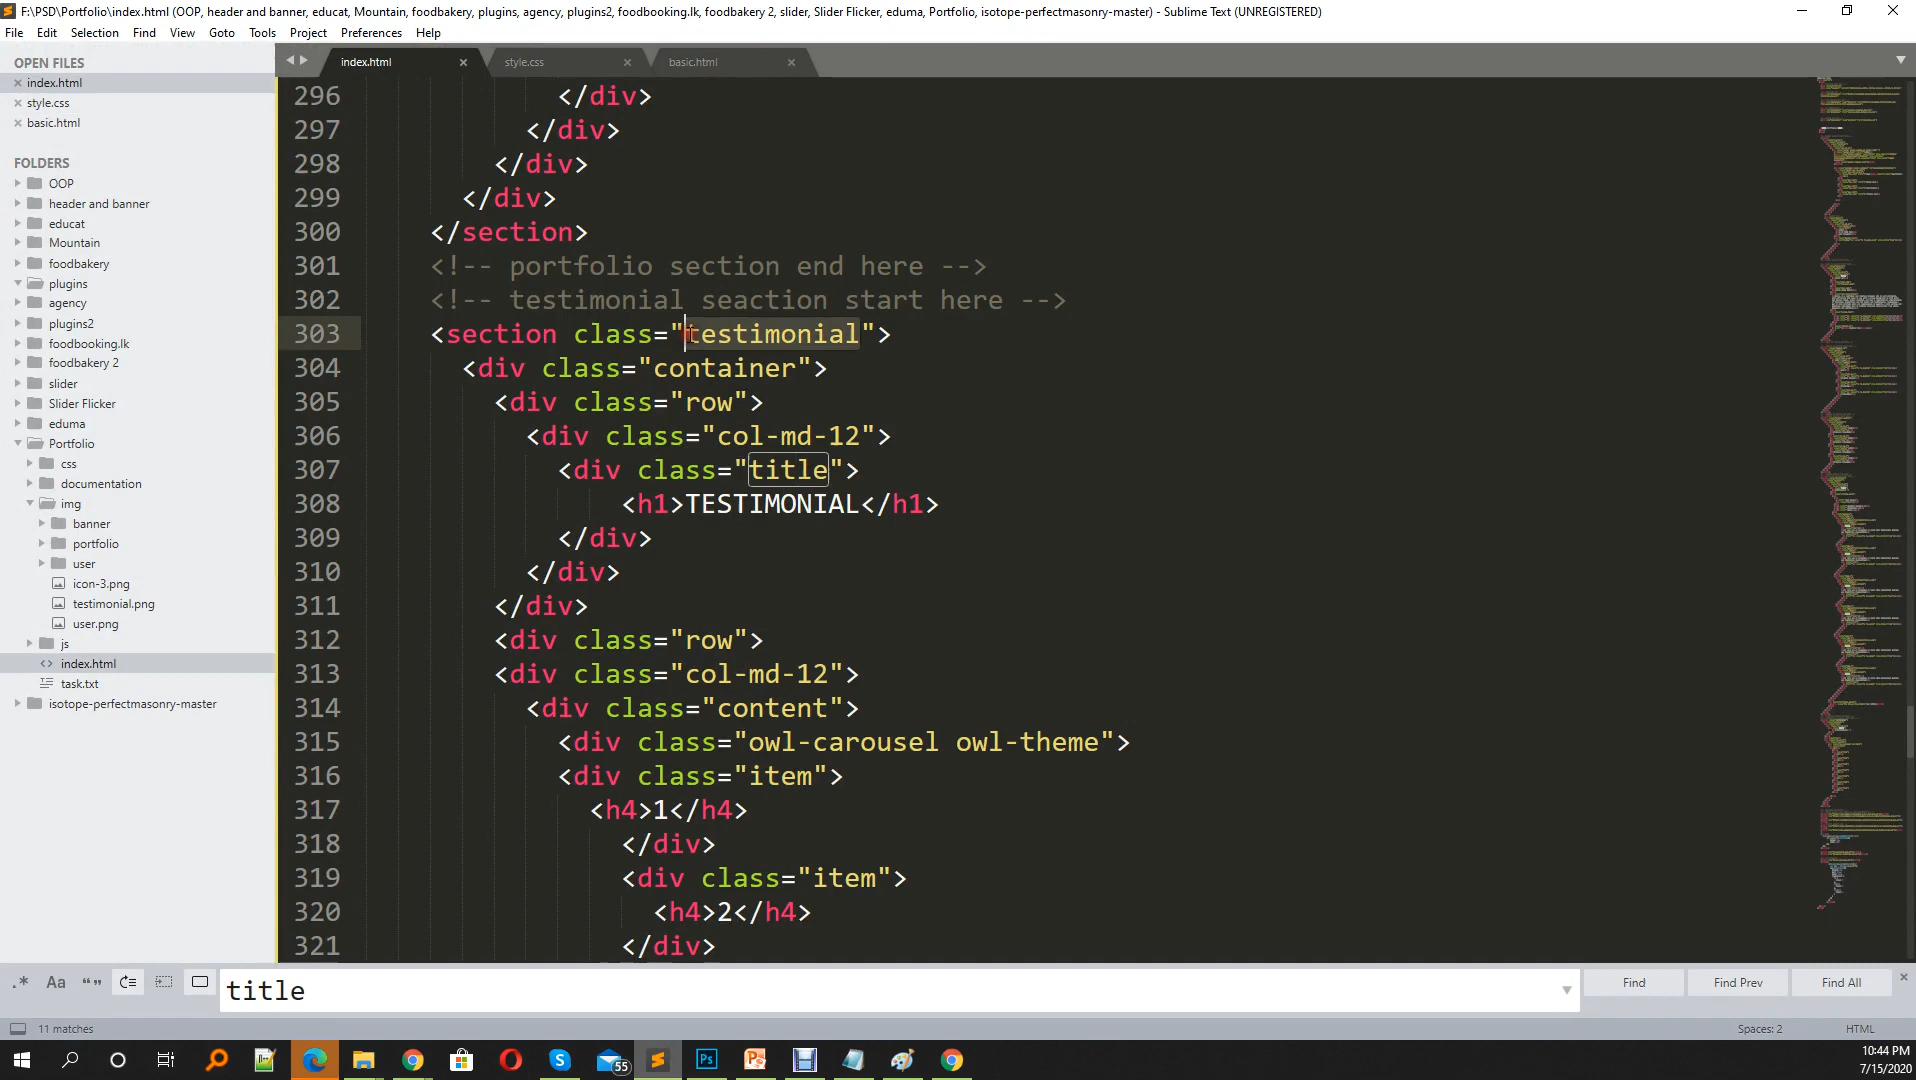 F:\PSD\Portfolio\index.html (OOP, header and banner, educat, Mountain, foodbakery, plugins, agency, plugins2, foodbooking.lk, foodbakery 2, slider, Slider Flicker, eduma, Portfolio, isotope-perfectmasonry-master) - Sublime Text (UNREGISTERED)
File Edit Selection Find View Goto Tools Project Preferences Help
OPEN FILES
index.html
style.css
basic.html
FOLDERS
OOP
header and banner
educat
Mountain
foodbakery
plugins
agency
plugins2
foodbooking.lk
foodbakery 2
slider
Slider Flicker
eduma
Portfolio
css
documentation
img
banner
portfolio
user
icon-3.png
testimonial.png
user.png
js
index.html
task.txt
isotope-perfectmasonry-master
index.html style.css basic.html
296 </div>
297 </div>
298 </div>
299 </div>
300 </section>
301 <!-- portfolio section end here -->
302 <!-- testimonial seaction start here -->
303 <section class="testimonial">
304 <div class="container">
305 <div class="row">
306 <div class="col-md-12">
307 <div class="title">
308 <h1>TESTIMONIAL</h1>
309 </div>
310 </div>
311 </div>
312 <div class="row">
313 <div class="col-md-12">
314 <div class="content">
315 <div class="owl-carousel owl-theme">
316 <div class="item">
317 <h4>1</h4>
318 </div>
319 <div class="item">
320 <h4>2</h4>
321 </div>
title
Find Find Prev Find All
11 matches
Spaces: 2 HTML
55
10:44 PM
7/15/2020